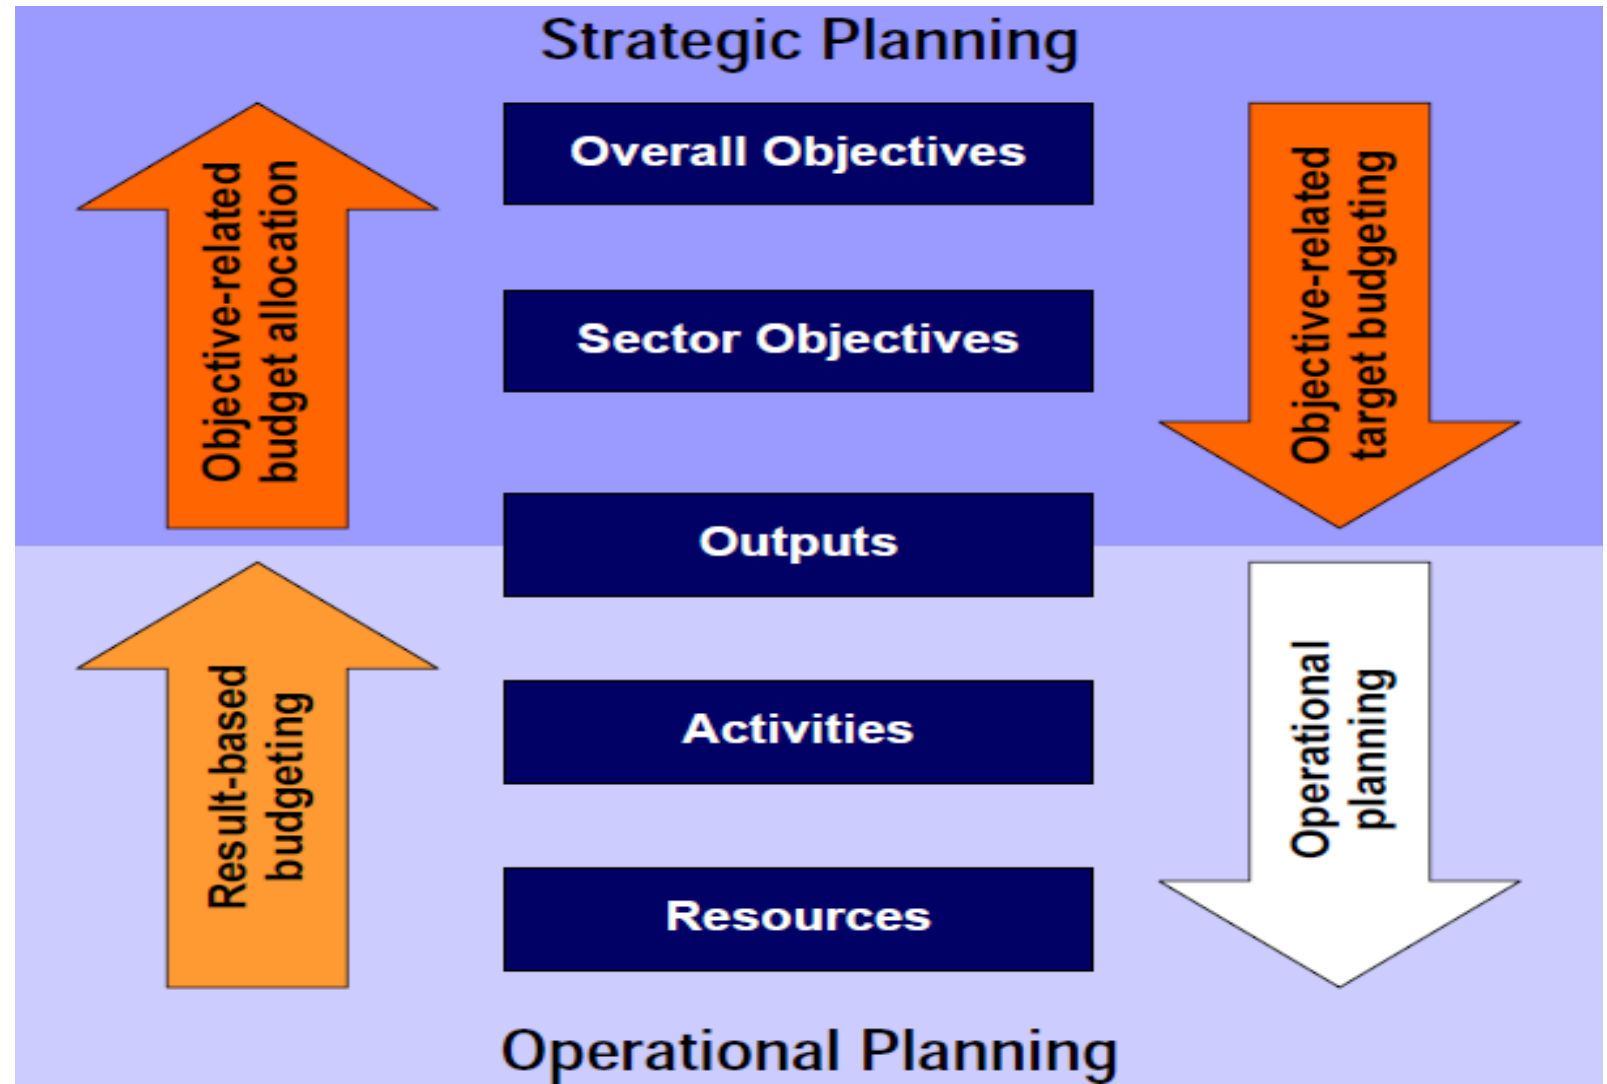 Strategic Planning
Overall Objectives
Sector Objectives
Outputs
Activities
Resources
Objective-related
budget allocation
Result-based
budgeting
Objective-related
target budgeting
Operational
planning
Operational Planning